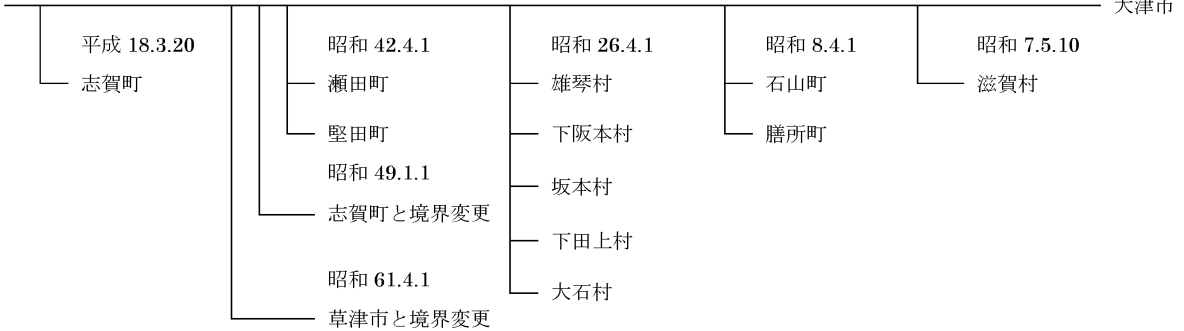 大津市
平成 18.3.20
志賀町
昭和 42.4.1
瀬田町
堅田町
昭和 49.1.1
志賀町と境界変更
昭和 61.4.1
草津市と境界変更
昭和 26.4.1
雄琴村
下阪本村
坂本村
下田上村
大石村
昭和 8.4.1
石山町
膳所町
昭和 7.5.10
滋賀村